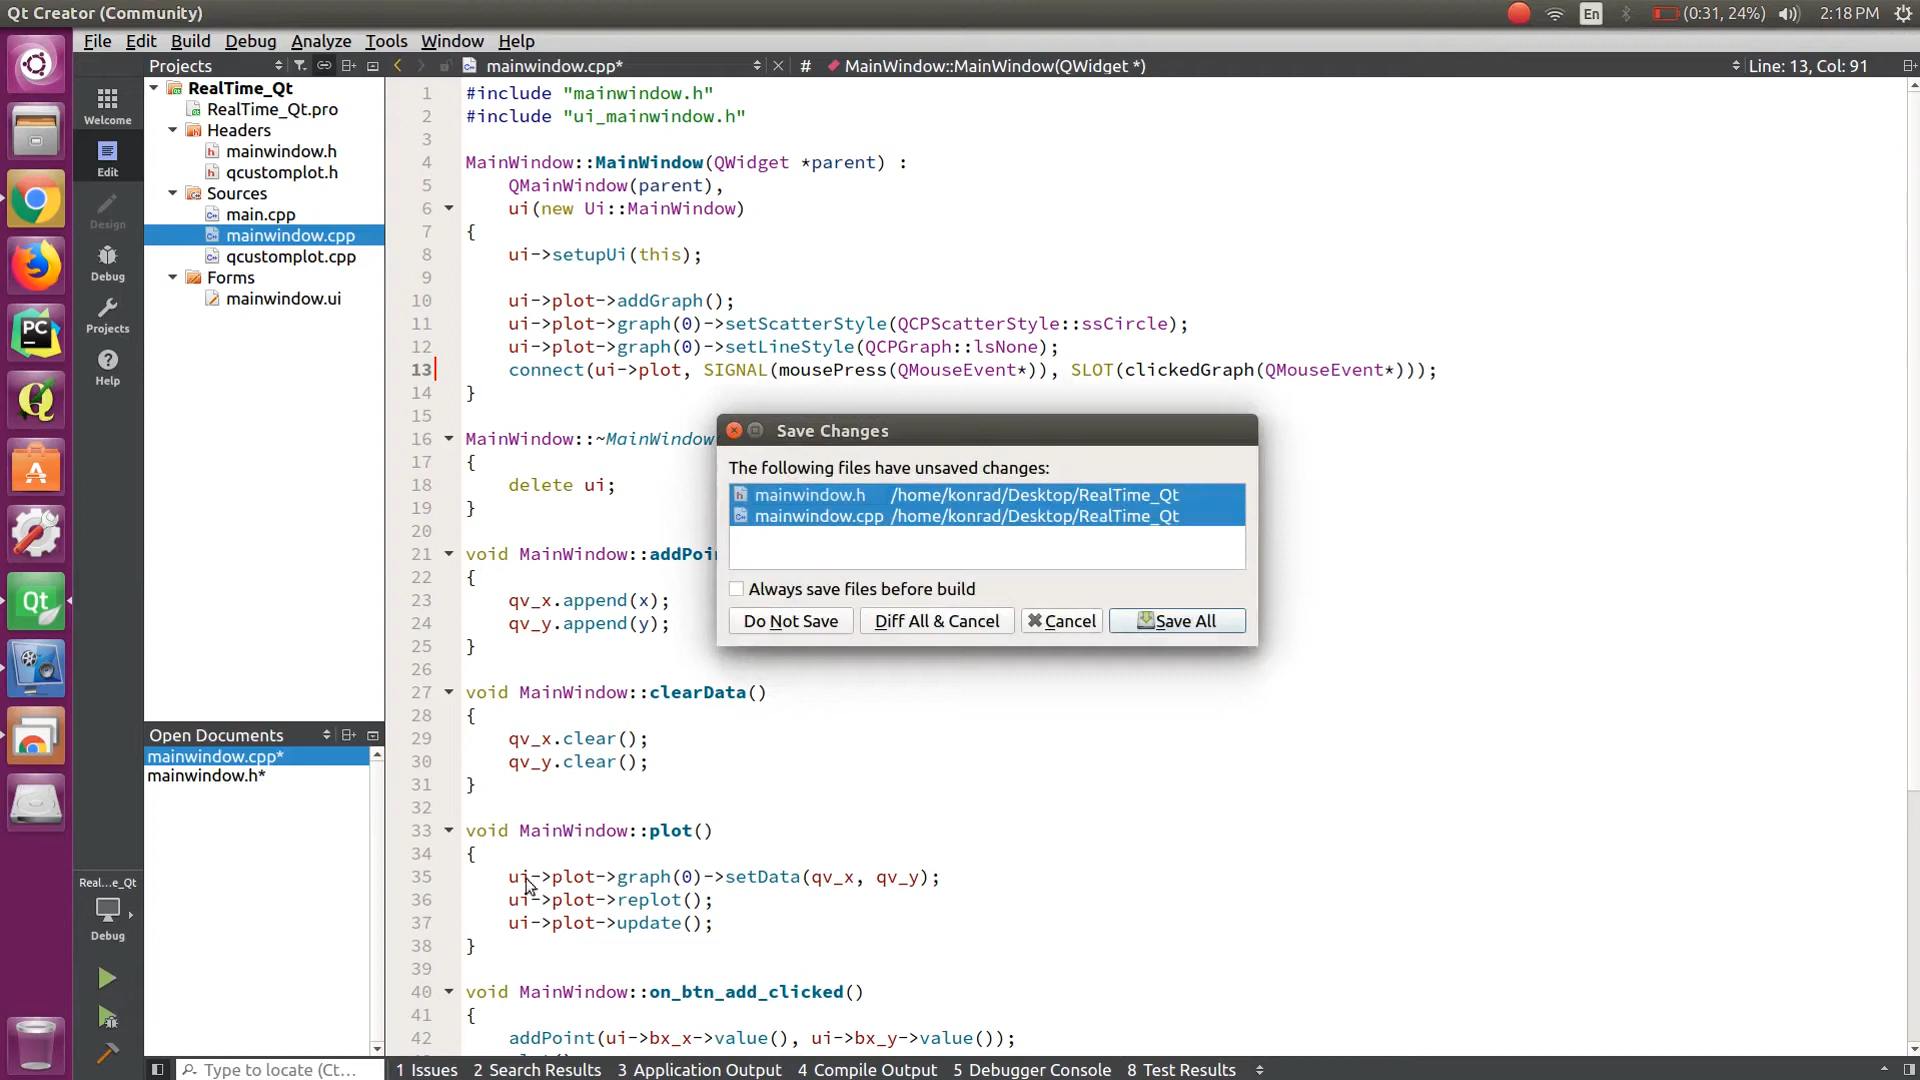 Qt Creator (Community)
En
(0:31, 24%)
2:18 PM
File Edit Build Debug Analyze Tools Window Help
Projects
mainwindow.cpp*
#
MainWindow::MainWindow(QWidget *)
Line: 13, Col: 91
Welcome
Edit
Design
Debug
Projects
Help
RealTime_Qt
RealTime_Qt.pro
Headers
mainwindow.h
qcustomplot.h
Sources
main.cpp
mainwindow.cpp
qcustomplot.cpp
Forms
mainwindow.ui
Open Documents
mainwindow.cpp*
mainwindow.h*
Real...e_Qt
Debug
PC
Qt
1 #include "mainwindow.h"
2 #include "ui_mainwindow.h"
3
4 MainWindow::MainWindow(QWidget *parent) :
5 QMainWindow(parent),
6 ui(new Ui::MainWindow)
7 {
8 ui->setupUi(this);
9
10 ui->plot->addGraph();
11 ui->plot->graph(0)->setScatterStyle(QCPScatterStyle::ssCircle);
12 ui->plot->graph(0)->setLineStyle(QCPGraph::lsNone);
13 connect(ui->plot, SIGNAL(mousePress(QMouseEvent*)), SLOT(clickedGraph(QMouseEvent*)));
14 }
15
16 MainWindow::~MainWindow
17 {
18 delete ui;
19 }
20
21 void MainWindow::addPoi
22 {
23 qv_x.append(x);
24 qv_y.append(y);
25 }
26
27 void MainWindow::clearData()
28 {
29 qv_x.clear();
30 qv_y.clear();
31 }
32
33 void MainWindow::plot()
34 {
35 ui->plot->graph(0)->setData(qv_x, qv_y);
36 ui->plot->replot();
37 ui->plot->update();
38 }
39
40 void MainWindow::on_btn_add_clicked()
41 {
42 addPoint(ui->bx_x->value(), ui->bx_y->value());
Save Changes
The following files have unsaved changes:
mainwindow.h /home/konrad/Desktop/RealTime_Qt
mainwindow.cpp /home/konrad/Desktop/RealTime_Qt
Always save files before build
Do Not Save
Diff All & Cancel
Cancel
Save All
Type to locate (Ct...
1 Issues 2 Search Results 3 Application Output 4 Compile Output 5 Debugger Console 8 Test Results